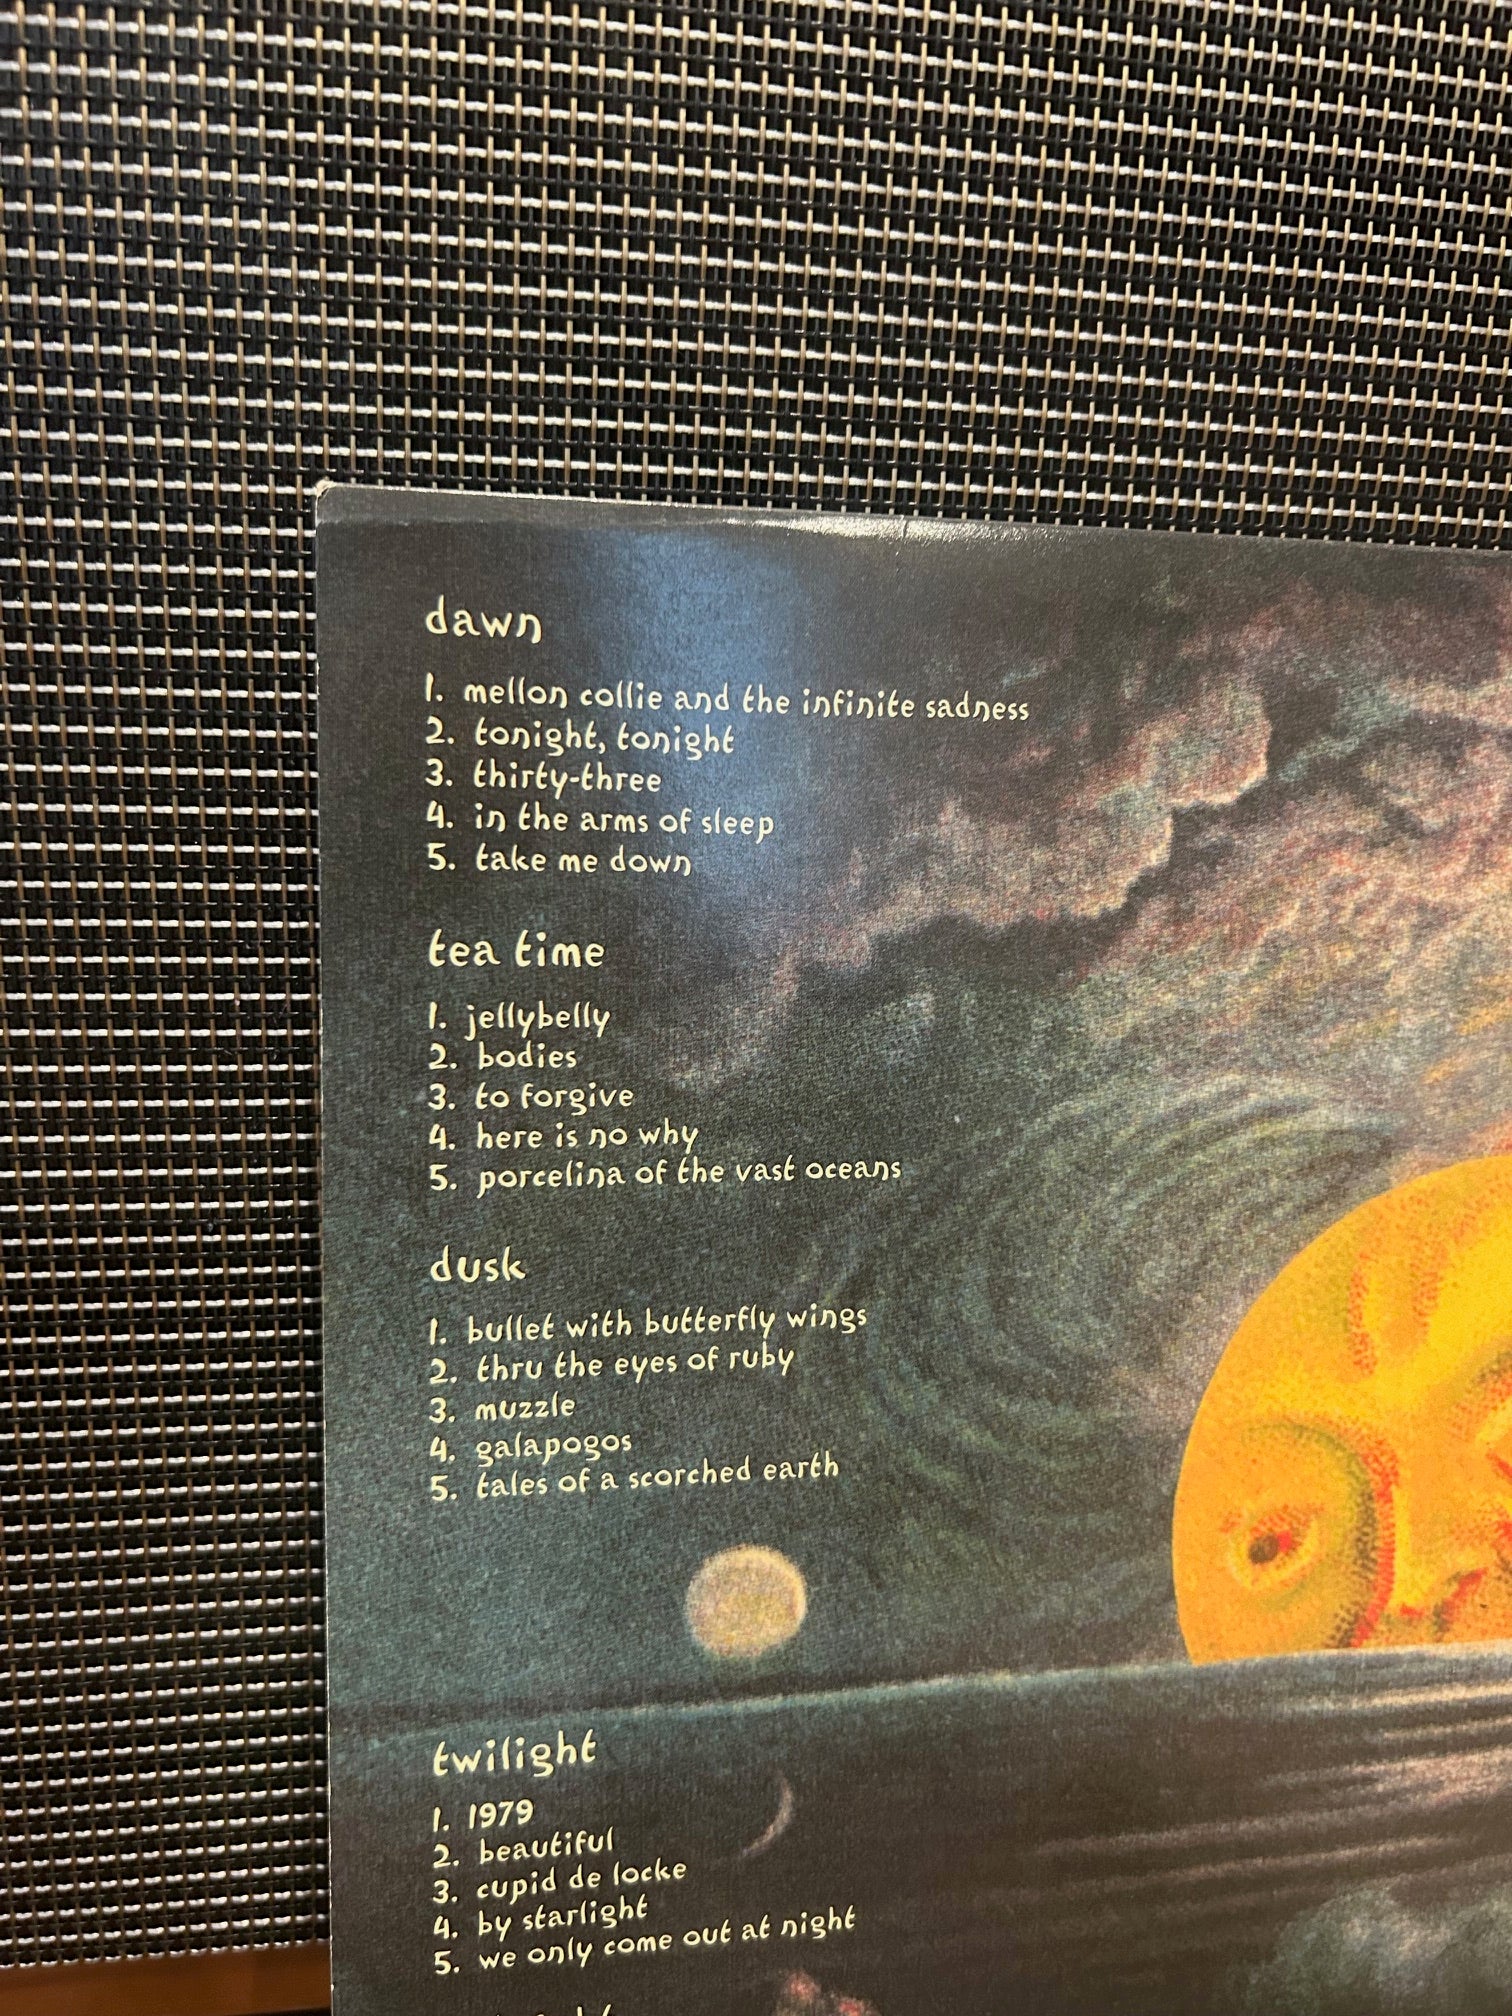 dawn
1. mellon collie and the infinite sadness
2. tonight, tonight
3. thirty-three
4. in the arms of sleep
5. take me down
tea time
1. jellybelly
2. bodies
3. to forgive
4. here is no why
5. porcelina of the vast oceans
dusk
1. bullet with butterfly wings
2. thru the eyes of ruby
3. muzzle
4. galapogos
5. tales of a scorched earth
twilight
1. 1979
2. beautiful
3. cupid de locke
4. by starlight
5. we only come out at night